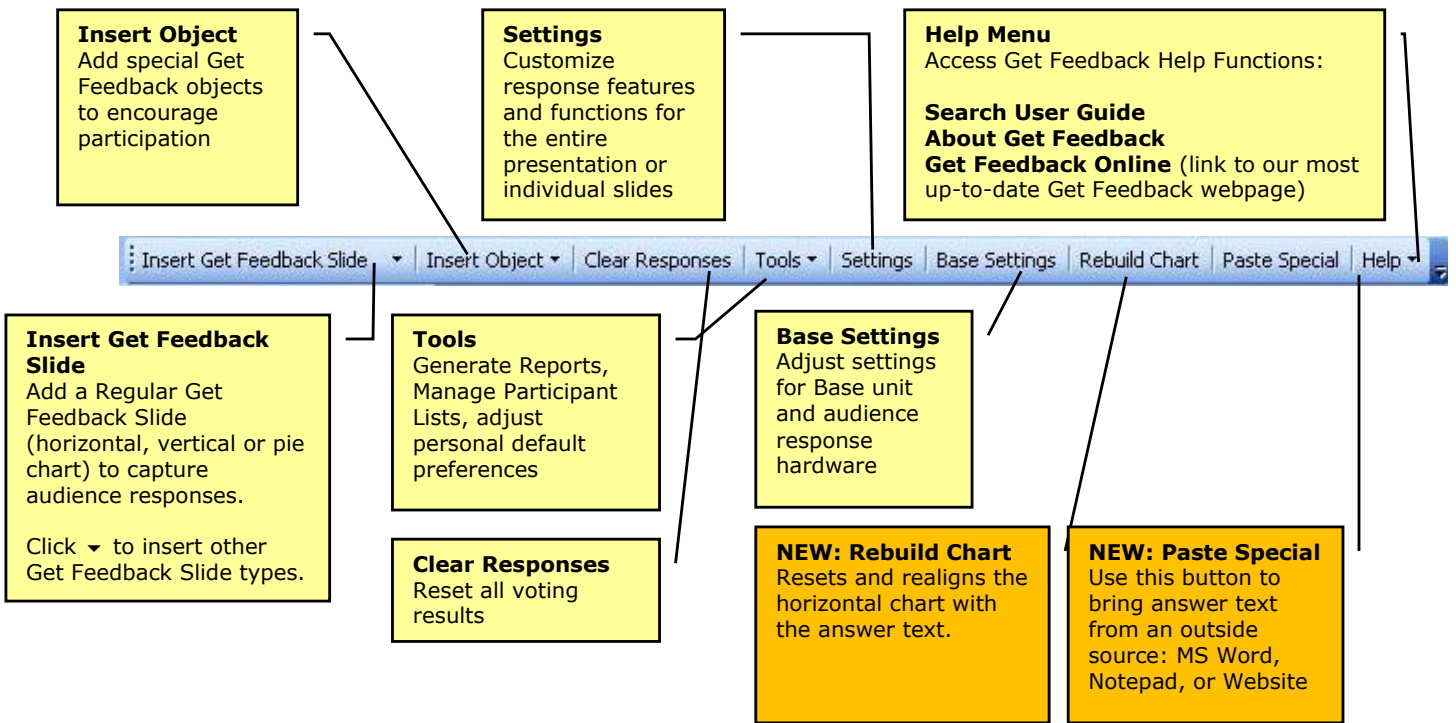 Insert Object
Add special Get
Feedback objects
to encourage
participation
Settings
Customize
response features
and functions for
the entire
presentation or
individual slides
Help Menu
Access Get Feedback Help Functions:
Search User Guide
About Get Feedback
Get Feedback Online (link to our most
up-to-date Get Feedback webpage)
Insert Get Feedback Slide Insert Object Clear Responses Tools Settings Base Settings Rebuild Chart Paste Special Help
Insert Get Feedback
Slide
Add a Regular Get
Feedback Slide
(horizontal, vertical or pie
chart) to capture
audience responses.
Click ▾ to insert other
Get Feedback Slide types.
Tools
Generate Reports,
Manage Participant
Lists, adjust
personal default
preferences
Clear Responses
Reset all voting
results
Base Settings
Adjust settings
for Base unit
and audience
response
hardware
NEW: Rebuild Chart
Resets and realigns the
horizontal chart with
the answer text.
NEW: Paste Special
Use this button to
bring answer text
from an outside
source: MS Word,
Notepad, or Website